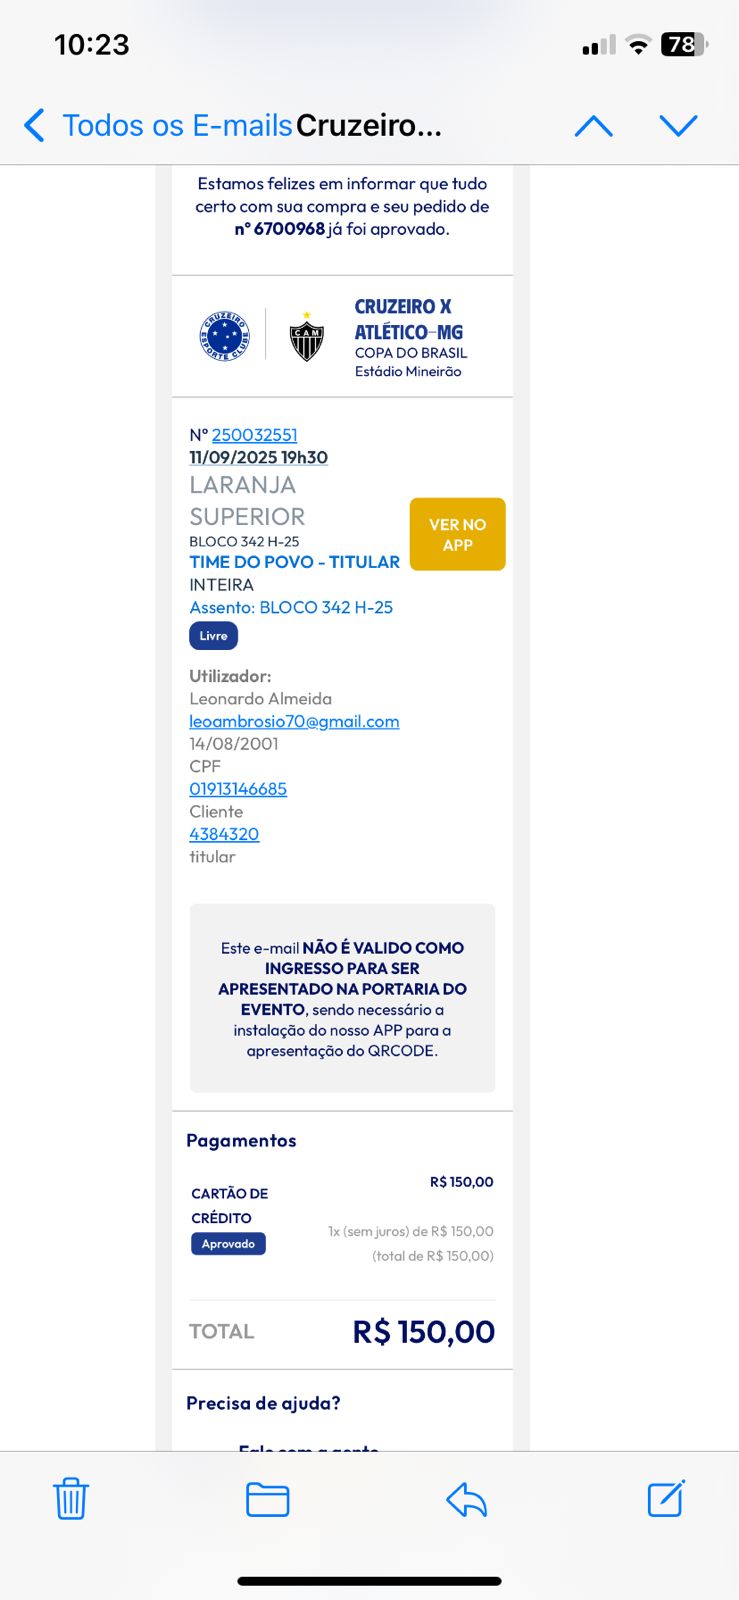 10:23
78
Todos os E-mails Cruzeiro...
Estamos felizes em informar que tudo
certo com sua compra e seu pedido de
nº 6700968 já foi aprovado.
CRUZEIRO
ESPORTE CLUBE
CAM
CRUZEIRO X
ATLÉTICO-MG
COPA DO BRASIL
Estádio Mineirão
Nº 250032551
11/09/2025 19h30
LARANJA
SUPERIOR
BLOCO 342 H-25
TIME DO POVO - TITULAR
INTEIRA
Assento: BLOCO 342 H-25
Livre
VER NO
APP
Utilizador:
Leonardo Almeida
leoambrosio70@gmail.com
14/08/2001
CPF
01913146685
Cliente
4384320
titular
Este e-mail NÃO É VALIDO COMO
INGRESSO PARA SER
APRESENTADO NA PORTARIA DO
EVENTO, sendo necessário a
instalação do nosso APP para a
apresentação do QRCODE.
Pagamentos
CARTÃO DE
CRÉDITO
Aprovado
R$ 150,00
1x (sem juros) de R$ 150,00
(total de R$ 150,00)
TOTAL R$ 150,00
Precisa de ajuda?
Fale com a gente